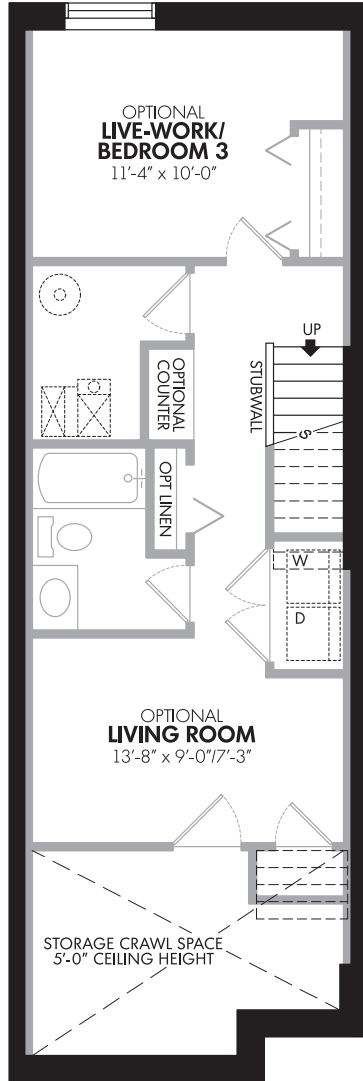 OPTIONAL
LIVE-WORK/
BEDROOM 3
11'-4" x 10'-0"
UP
OPTIONAL
COUNTER
STUBWALL
S
OPT LINEN
W
D
OPTIONAL
LIVING ROOM
13'-8" x 9'-0"/7'-3"
STORAGE CRAWL SPACE
5'-0" CEILING HEIGHT